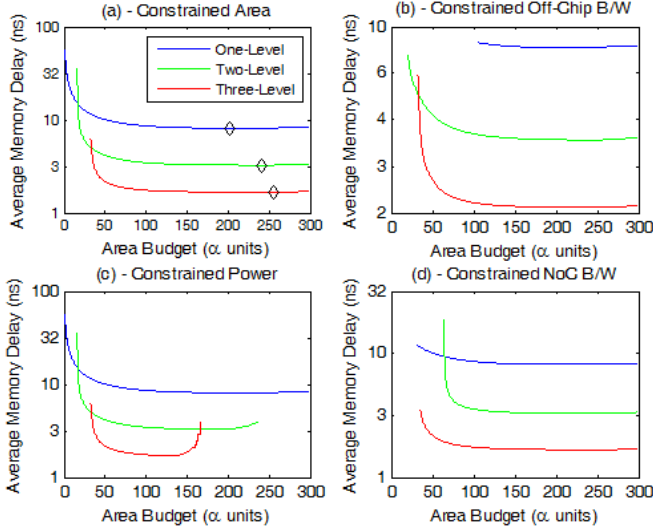 (a) - Constrained Area
Average Memory Delay (ns)
100
32
10
3
1
One-Level
Two-Level
Three-Level
0 50 100 150 200 250 300
Area Budget (α units)
(b) - Constrained Off-Chip B/W
Average Memory Delay (ns)
10
6
4
3
2
0 50 100 150 200 250 300
Area Budget (α units)
(c) - Constrained Power
Average Memory Delay (ns)
100
32
10
3
1
0 50 100 150 200 250 300
Area Budget (α units)
(d) - Constrained NoC B/W
Average Memory Delay (ns)
32
10
3
1
0 50 100 150 200 250 300
Area Budget (α units)